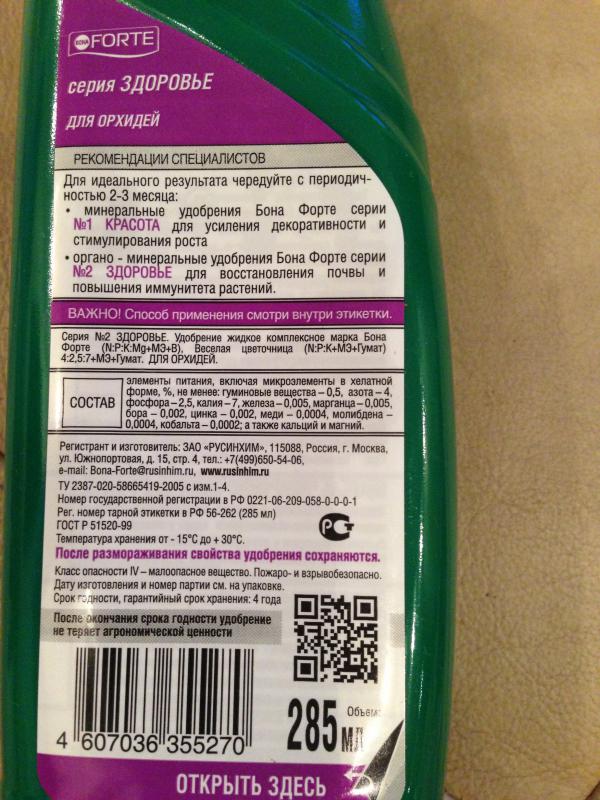 BONA FORTE
серия ЗДОРОВЬЕ
ДЛЯ ОРХИДЕЙ
РЕКОМЕНДАЦИИ СПЕЦИАЛИСТОВ
Для идеального результата чередуйте с периодич-
ностью 2-3 месяца:
• минеральные удобрения Бона Форте серии
№1 КРАСОТА для усиления декоративности и
стимулирования роста
• органо - минеральные удобрения Бона Форте серии
№2 ЗДОРОВЬЕ для восстановления почвы и
повышения иммунитета растений.
ВАЖНО! Способ применения смотри внутри этикетки.
Серия №2 ЗДОРОВЬЕ. Удобрение жидкое комплексное марка Бона
Форте (N:P:K:Mg+МЭ+В). Веселая цветочница (N:P:K+МЭ+Гумат)
4:2,5:7+МЭ+Гумат. ДЛЯ ОРХИДЕЙ.
СОСТАВ
элементы питания, включая микроэлементы в хелатной
форме, %, не менее: гуминовые вещества – 0,5, азота – 4,
фосфора – 2,5, калия – 7, железа – 0,005, марганца – 0,005,
бора – 0,002, цинка – 0,002, меди – 0,0004, молибдена –
0,0004, кобальта – 0,0002; а также кальций и магний.
Регистрант и изготовитель: ЗАО «РУСИНХИМ», 115088, Россия, г. Москва,
ул. Южнопортовая, д. 15, стр. 4, тел.: +7(499)650-54-06,
e-mail: Bona-Forte@rusinhim.ru, www.rusinhim.ru
ТУ 2387-020-58665419-2005 с изм.1-4.
Номер государственной регистрации в РФ 0221-06-209-058-0-0-0-1
Рег. номер тарной этикетки в РФ 56-262 (285 мл)
ГОСТ Р 51520-99
Температура хранения от - 15°С до + 30°С.
После размораживания свойства удобрения сохраняются.
Класс опасности IV – малоопасное вещество. Пожаро- и взрывобезопасно.
Дату изготовления и номер партии см. на упаковке.
Срок годности, гарантийный срок хранения: 4 года
После окончания срока годности удобрение
не теряет агрономической ценности
Объем:
285 мл
4 607036 355270
ОТКРЫТЬ ЗДЕСЬ